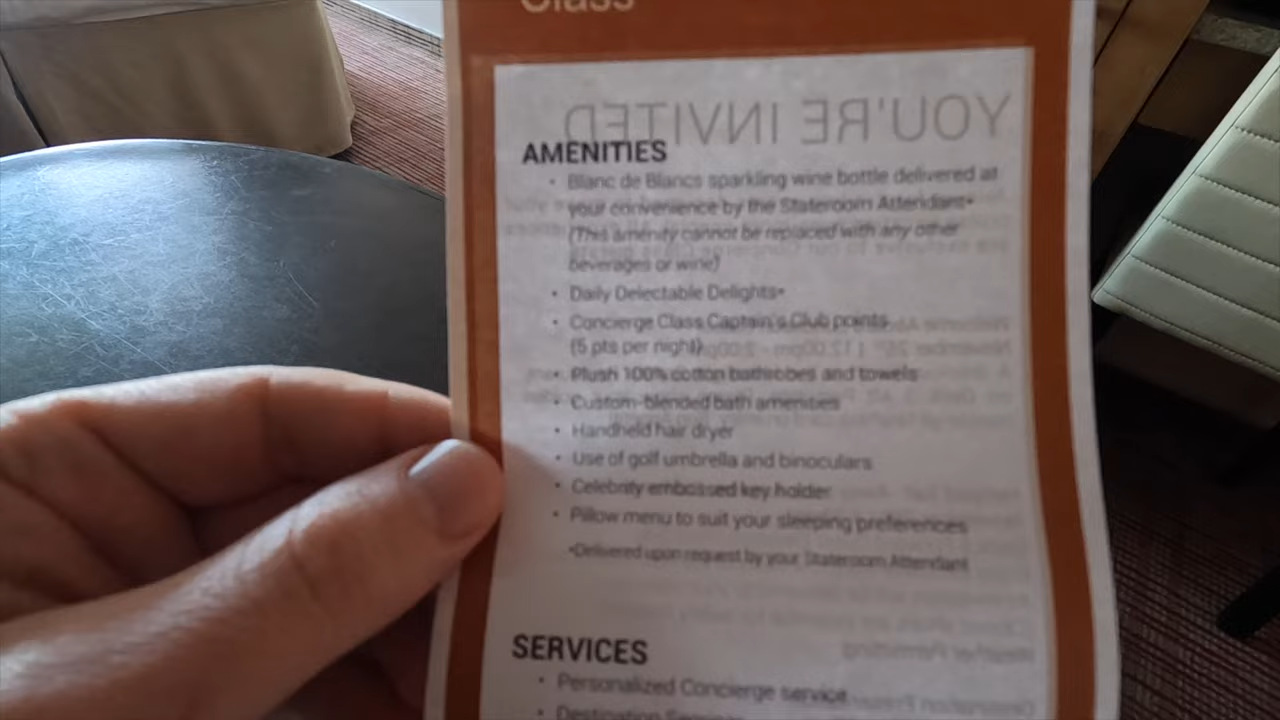 Class
YOU'RE INVITED
AMENITIES
• Blanc de Blancs sparkling wine bottle delivered at
your convenience by the Stateroom Attendant*
(This amenity cannot be replaced with any other
beverages or wine)
• Daily Delectable Delights*
• Concierge Class Captain's Club points
(5 pts per night)
• Plush 100% cotton bathrobes and towels
• Custom-blended bath amenities
• Handheld hair dryer
• Use of golf umbrella and binoculars
• Celebrity embossed key holder
• Pillow menu to suit your sleeping preferences
*Delivered upon request by your Stateroom Attendant
SERVICES
• Personalized Concierge service
• Destination